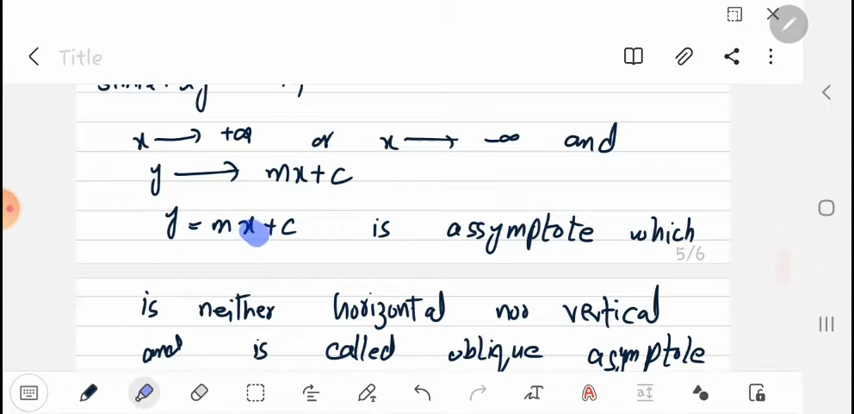 Title
x → +∞ or x → -∞ and
y → mx+c
y = mx+c is assymptote which
5/6
is neither horizontal nor vertical
and is called oblique asymptote